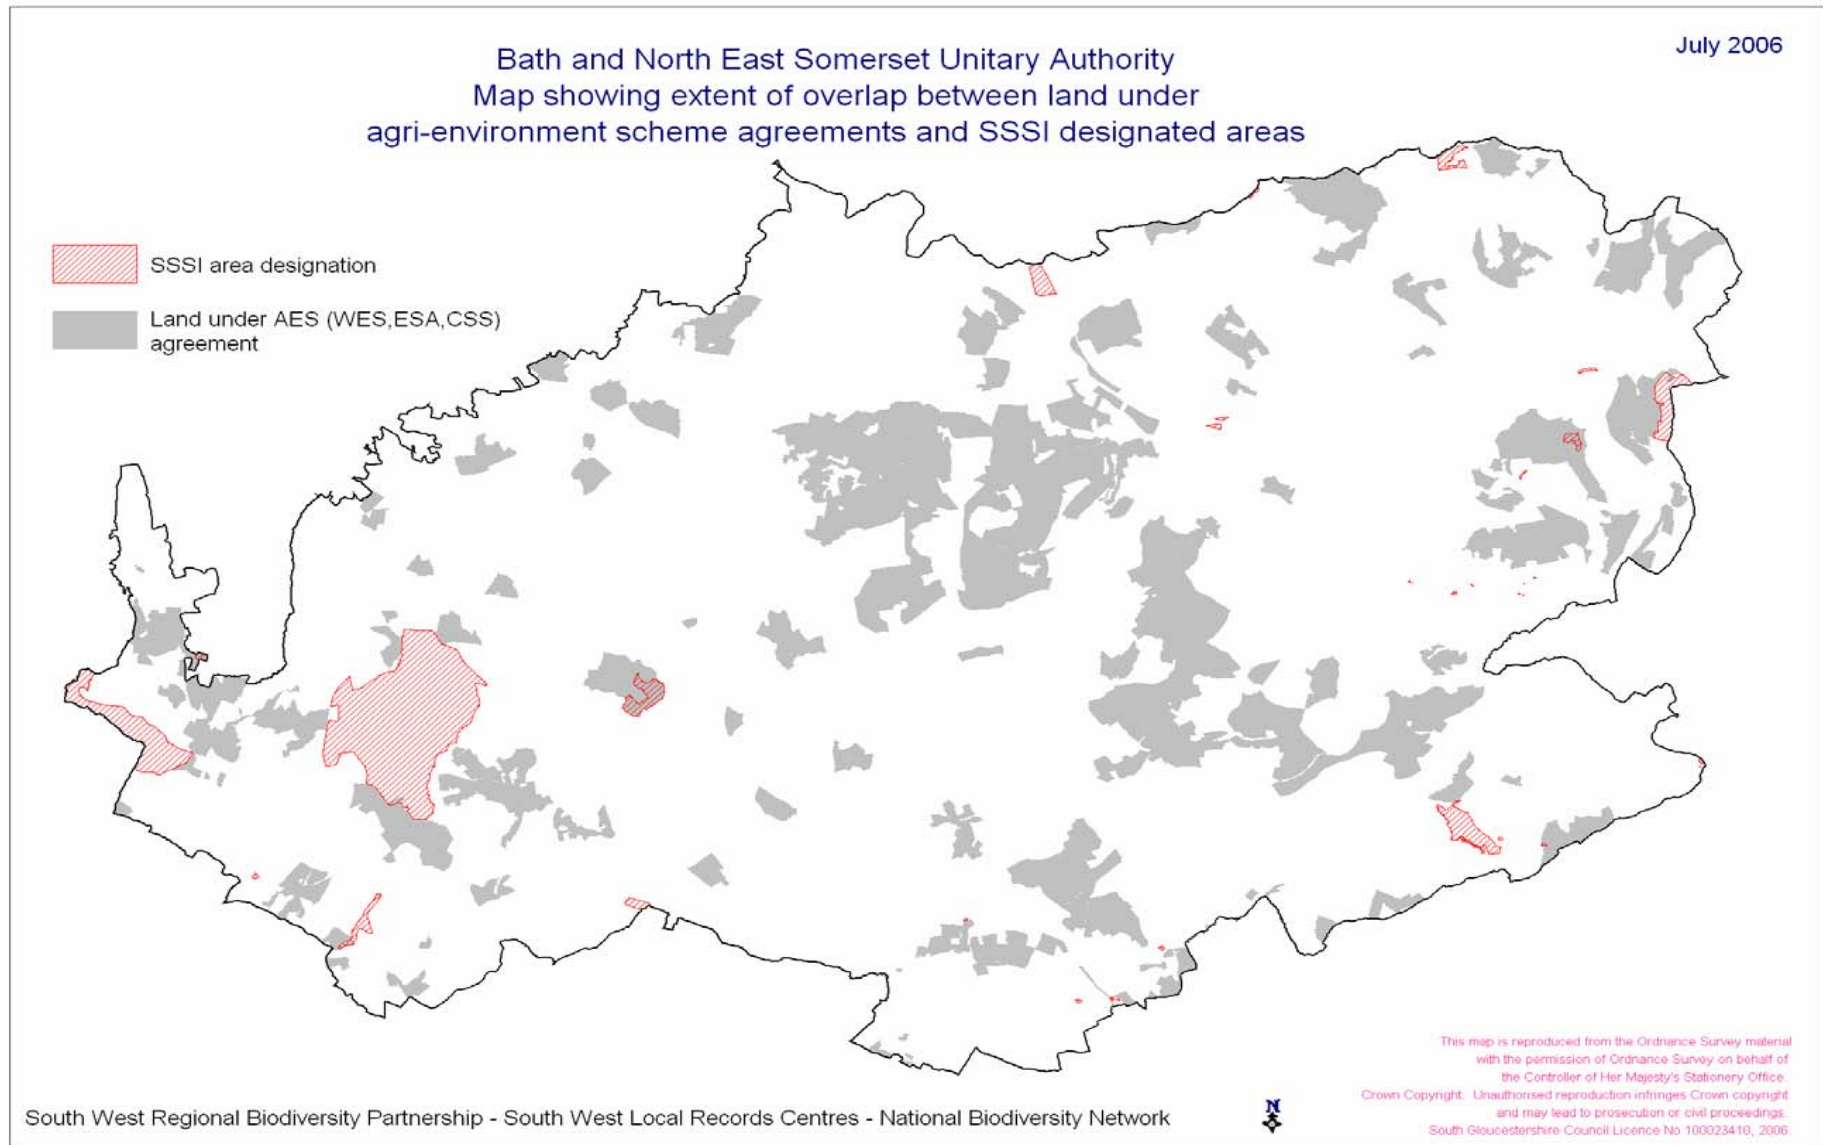 July 2006
Bath and North East Somerset Unitary Authority
Map showing extent of overlap between land under
agri-environment scheme agreements and SSSI designated areas
SSSI area designation
Land under AES (WES,ESA,CSS)
agreement
This map is reproduced from the Ordnance Survey material
with the permission of Ordnance Survey on behalf of
the Controller of Her Majesty's Stationery Office.
Crown Copyright. Unauthorised reproduction infringes Crown copyright
and may lead to prosecution or civil proceedings.
South Gloucestershire Council Licence No 100023410, 2006.
South West Regional Biodiversity Partnership - South West Local Records Centres - National Biodiversity Network
N